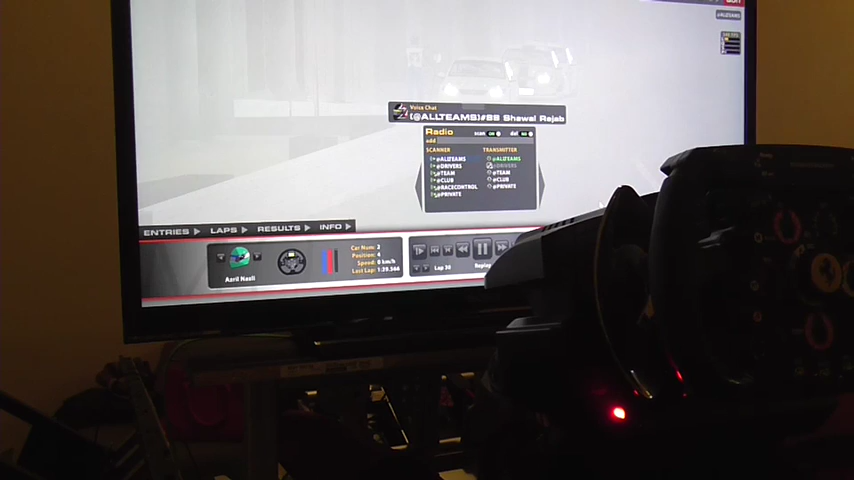 @ALLTEAMS
Voice Chat
(@ALLTEAMS)#88 Shawal Rajab
Radio
scan
del
add
SCANNER TRANSMITTER
@ALLTEAMS @ALLTEAMS
@DRIVERS @DRIVERS
@TEAM @TEAM
@CLUB @CLUB
@RACECONTROL @PRIVATE
@PRIVATE
ENTRIES LAPS RESULTS INFO
Azril Nasli
Car Num: 2
Position: 4
Speed: 0 km/h
Last Lap: 1:39.366
Lap 30
Replay